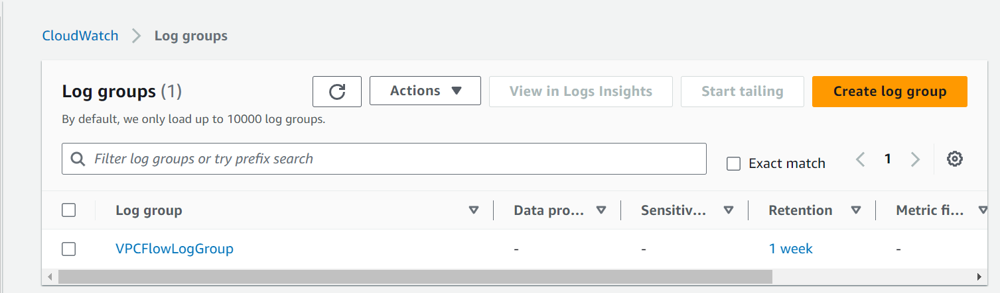 CloudWatch > Log groups
Log groups (1)
Actions
View in Logs Insights
Start tailing
Create log group
By default, we only load up to 10000 log groups.
Filter log groups or try prefix search
Exact match
1
Log group Data pro... Sensitiv... Retention Metric fi...
VPCFlowLogGroup - - 1 week -